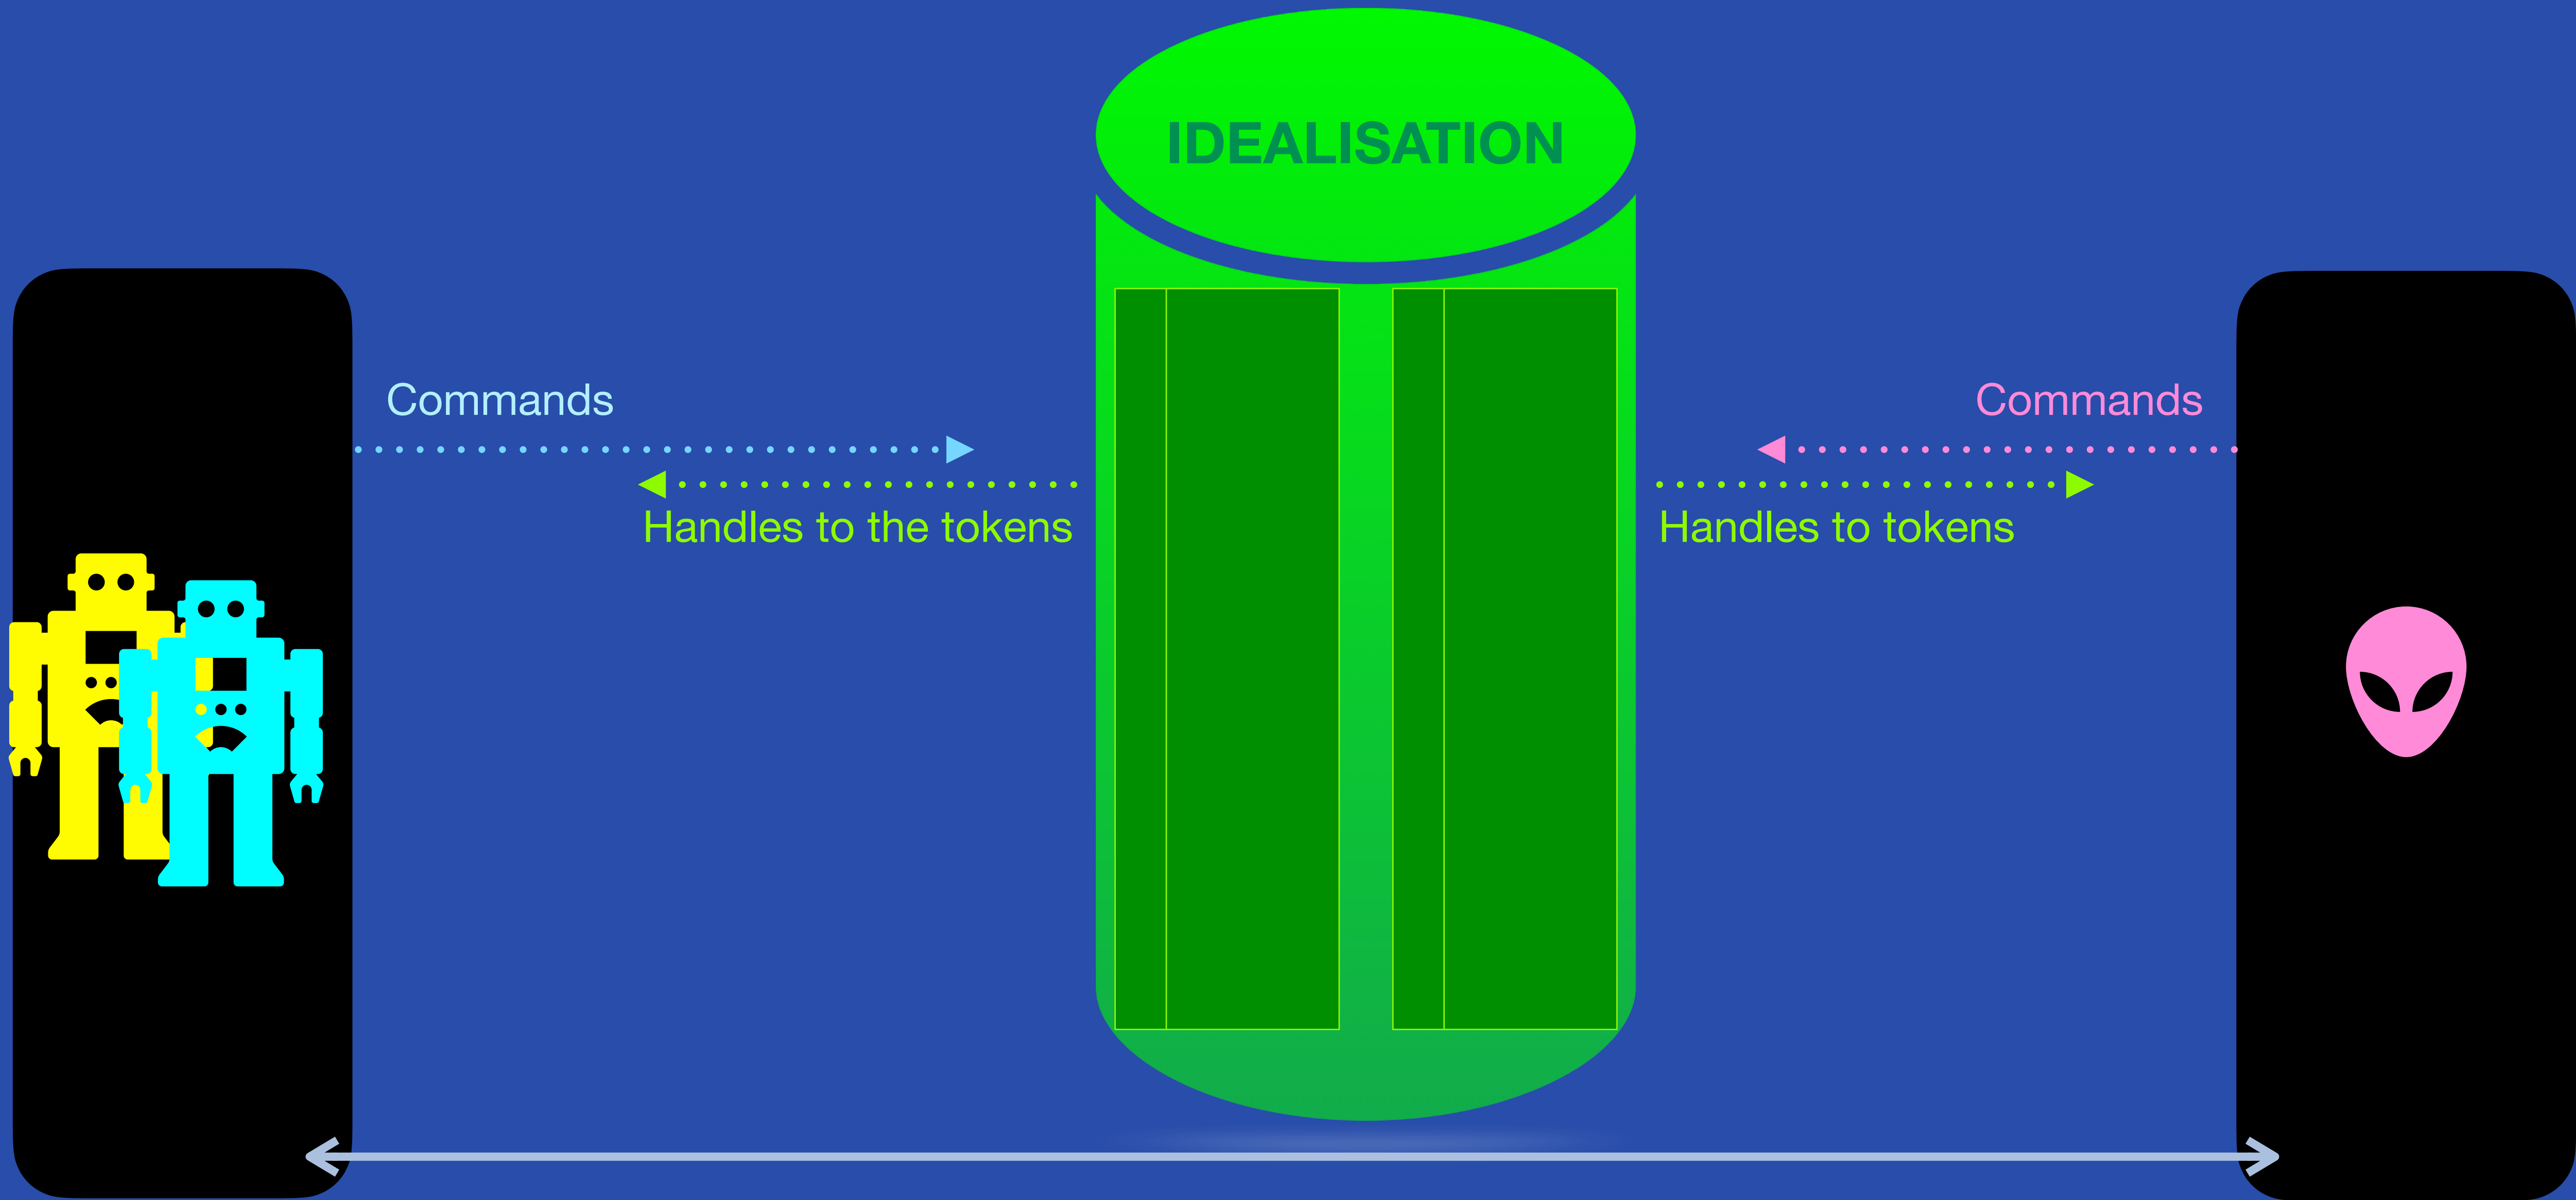 IDEALISATION
Commands
Commands
Handles to the tokens
Handles to tokens